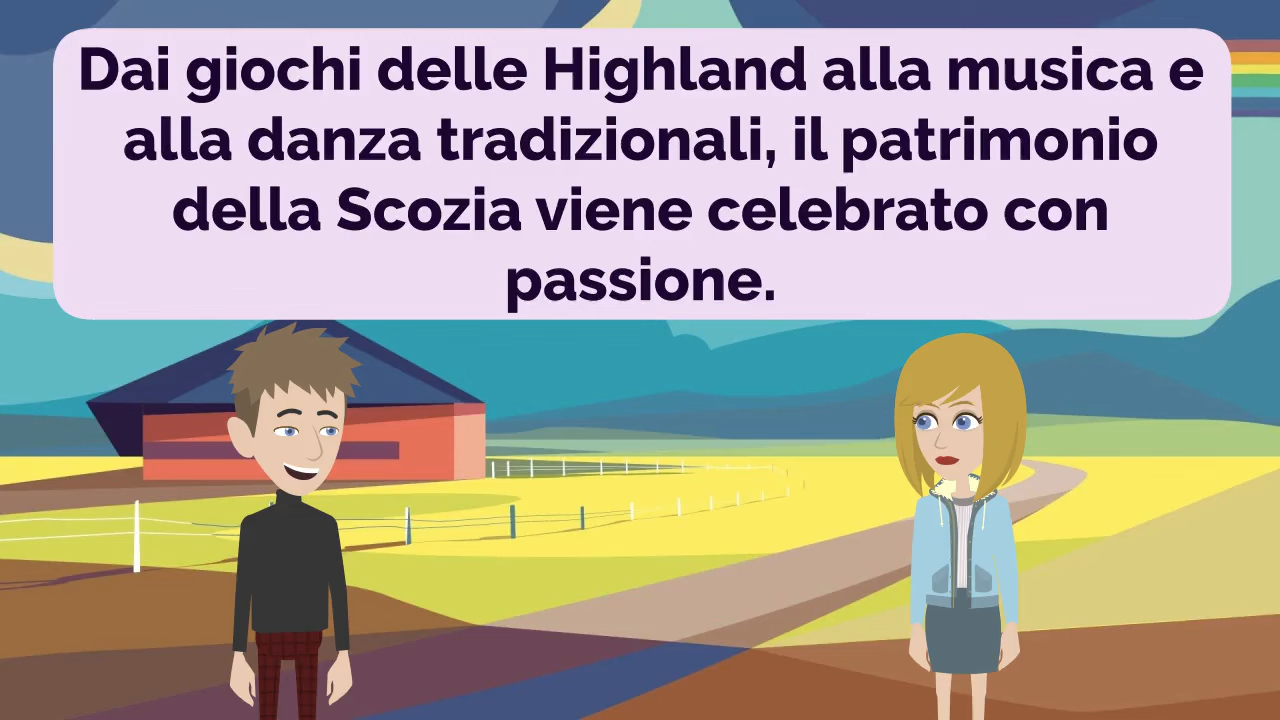 Dai giochi delle Highland alla musica e
alla danza tradizionali, il patrimonio
della Scozia viene celebrato con
passione.